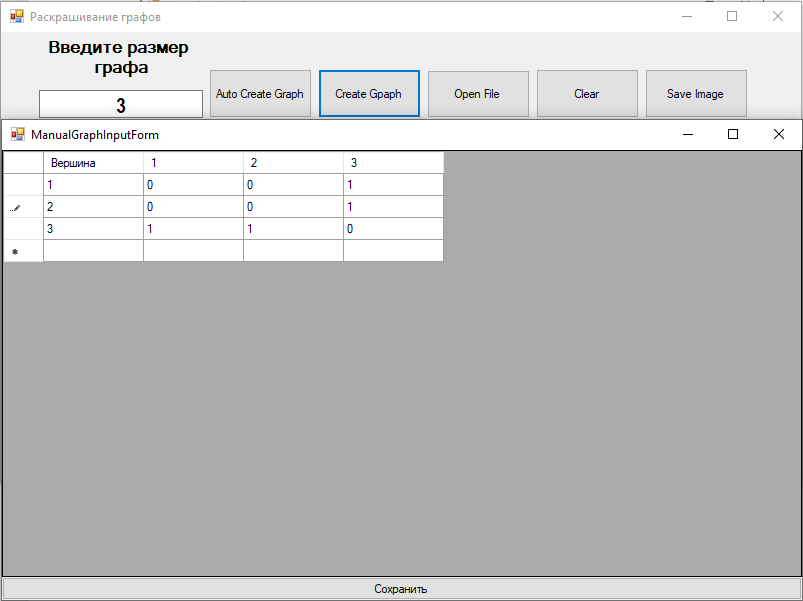 Раскрашивание графов
Введите размер
графа
3
Auto Create Graph Create Gpaph Open File Clear Save Image
ManualGraphInputForm
Вершина 1 2 3
1 0 0 1
2 0 0 1
3 1 1 0
Сохранить